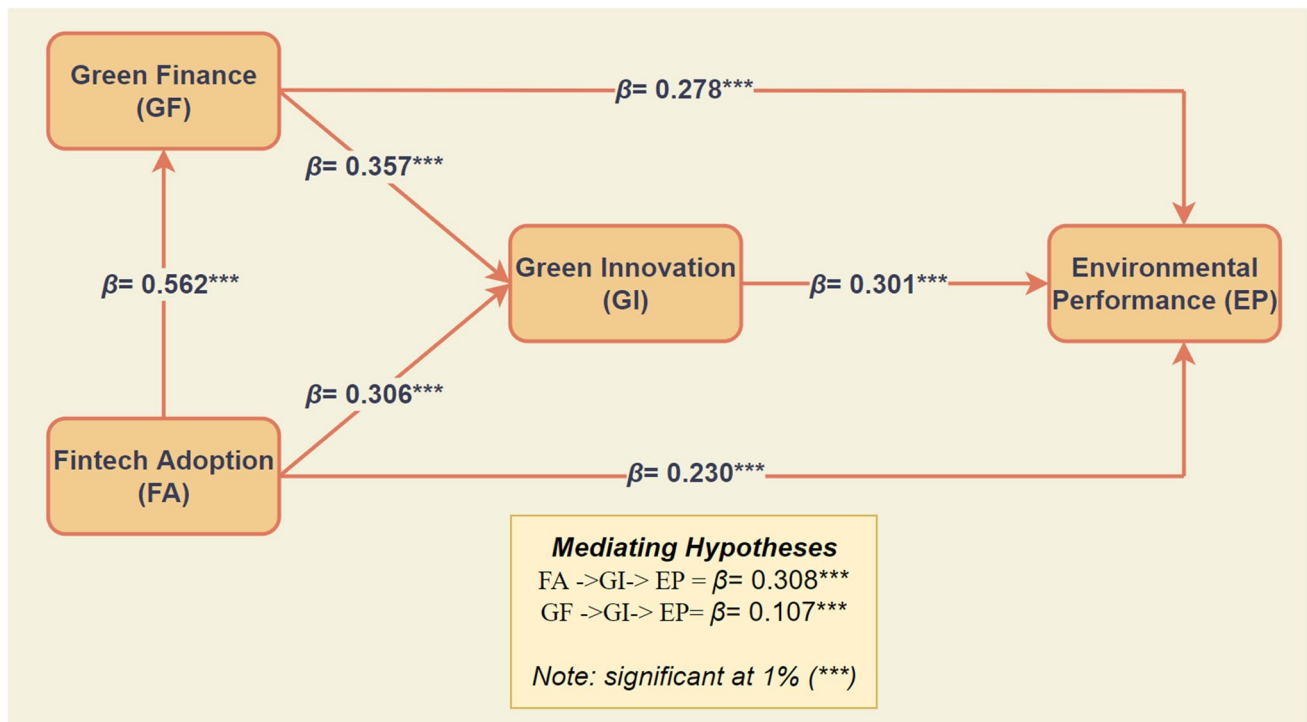 Green Finance
(GF)
β= 0.278***
β= 0.357***
β= 0.562***
Green Innovation
(GI)
β= 0.301***
Environmental
Performance (EP)
β= 0.306***
Fintech Adoption
(FA)
β= 0.230***
Mediating Hypotheses
FA ->GI-> EP = β= 0.308***
GF ->GI-> EP= β= 0.107***
Note: significant at 1% (***)